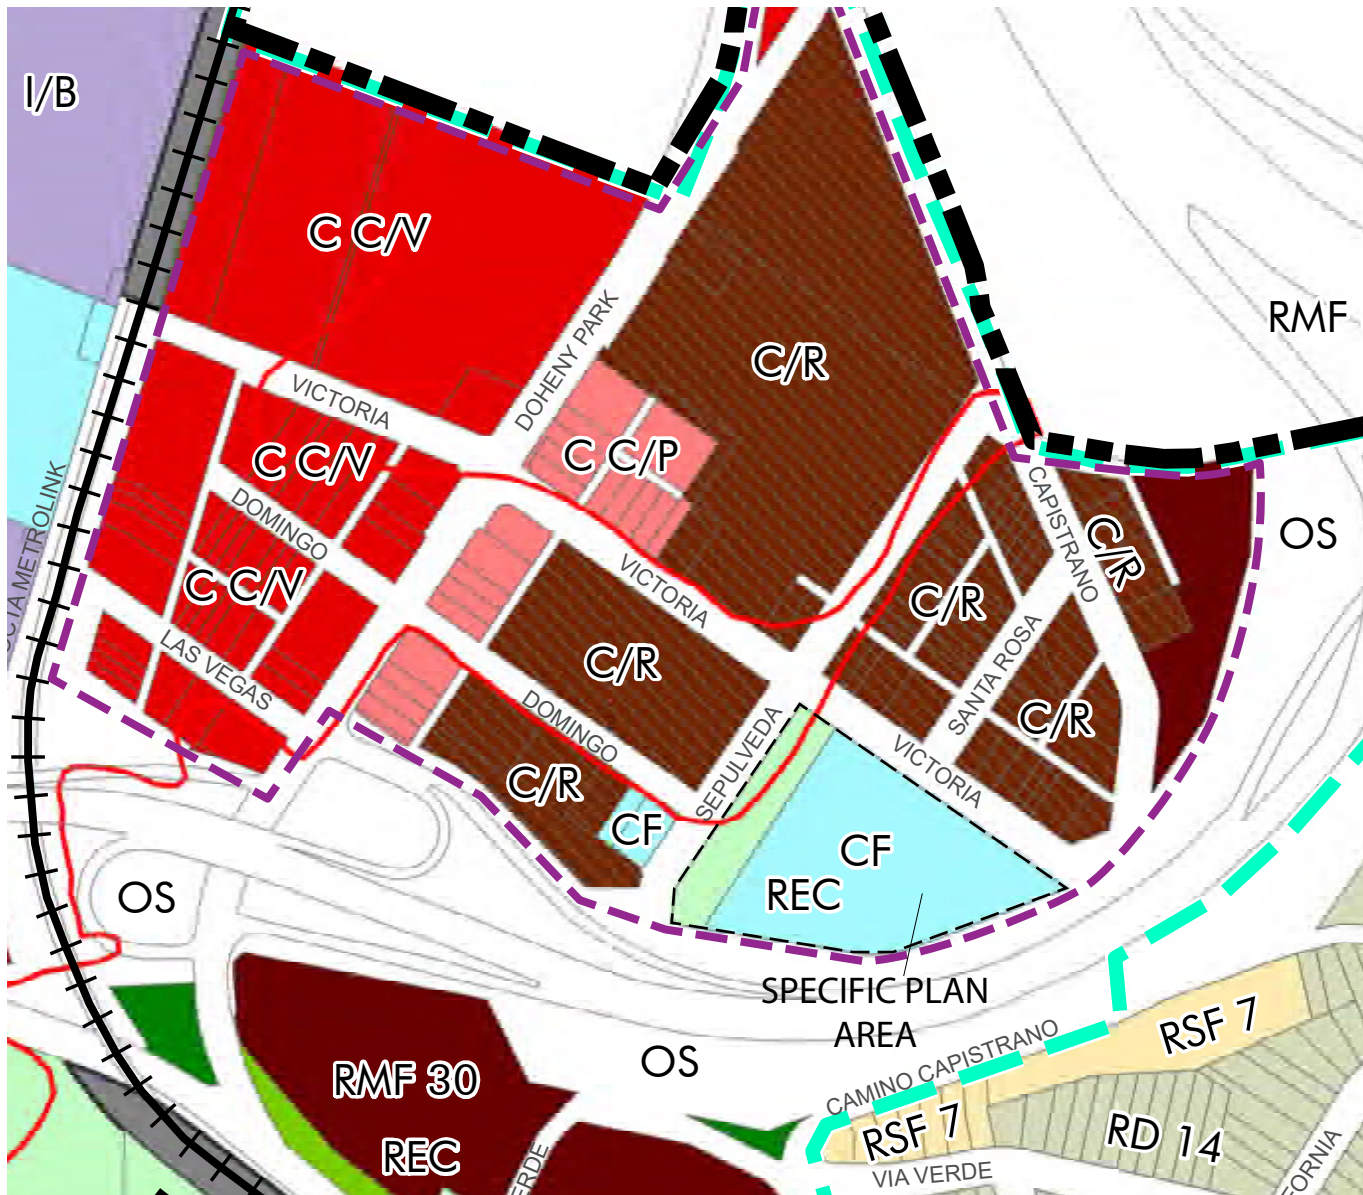 I/B
C C/V
RMF
DOHENY PARK
C/R
VICTORIA
C C/V
C C/P
CAPISTRANO
METROLINK
DOMINGO
OS
C/R
C C/V
VICTORIA
C/R
SANTA ROSA
LAS VEGAS
C/R
DOMINGO
C/R
SEPULVEDA
VICTORIA
C/R
CF
CF
REC
OS
SPECIFIC PLAN
AREA
RSF 7
OS
CAMINO CAPISTRANO
RMF 30
REC
RSF 7
RD 14
VIA VERDE